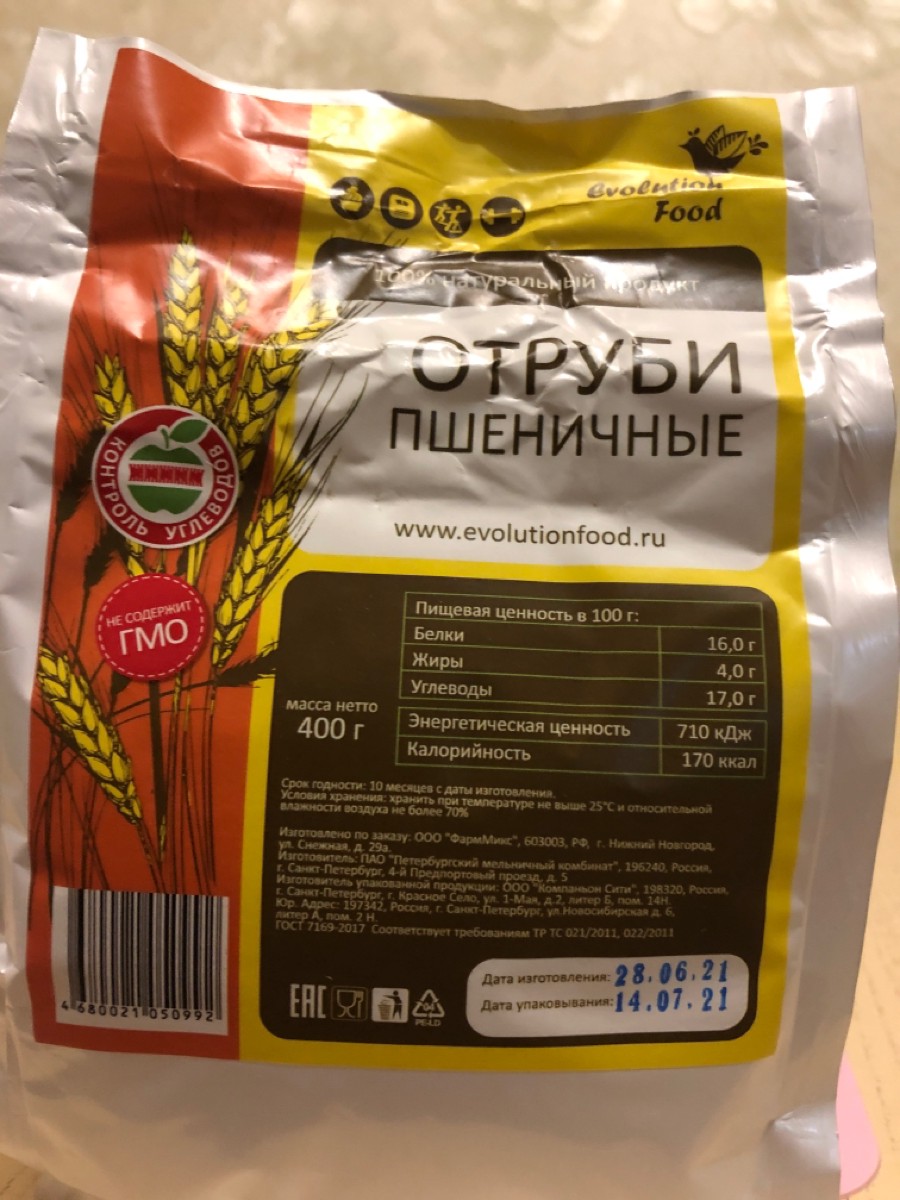 Evolution
Food
100% натуральный продукт
ОТРУБИ
ПШЕНИЧНЫЕ
www.evolutionfood.ru
КОНТРОЛЬ УГЛЕВОДОВ
НЕ СОДЕРЖИТ
ГМО
масса нетто
400 г
Пищевая ценность в 100 г:
Белки 16,0 г
Жиры 4,0 г
Углеводы 17,0 г
Энергетическая ценность 710 кДж
Калорийность 170 ккал
Срок годности: 10 месяцев с даты изготовления.
Условия хранения: хранить при температуре не выше 25°С и относительной
влажности воздуха не более 70%
Изготовлено по заказу: ООО "ФармМикс", 603003, РФ, г. Нижний Новгород,
ул. Снежная, д. 29а.
Изготовитель: ПАО "Петербургский мельничный комбинат", 196240, Россия,
г. Санкт-Петербург, 4-й Предпортовый проезд, д. 5
Изготовитель упакованной продукции: ООО "Компаньон Сити", 198320, Россия,
г. Санкт-Петербург, г. Красное Село, ул. 1-Мая, д.2, литер Б, пом. 14Н.
Юр. Адрес: 197342, Россия, г. Санкт-Петербург, ул.Новосибирская д. 6,
литер А, пом. 2 Н.
ГОСТ 7169-2017 Соответствует требованиям ТР ТС 021/2011, 022/2011
Дата изготовления: 28.06.21
Дата упаковывания: 14.07.21
EAC
04
PE-LD
4 680021 050992